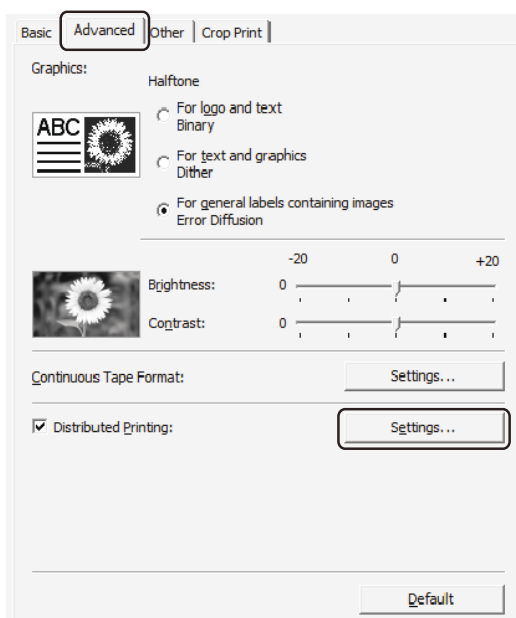 Basic Advanced Other Crop Print
Graphics:
Halftone
ABC
For logo and text
Binary
For text and graphics
Dither
For general labels containing images
Error Diffusion
-20 0 +20
Brightness: 0
Contrast: 0
Continuous Tape Format: Settings...
Distributed Printing: Settings...
Default